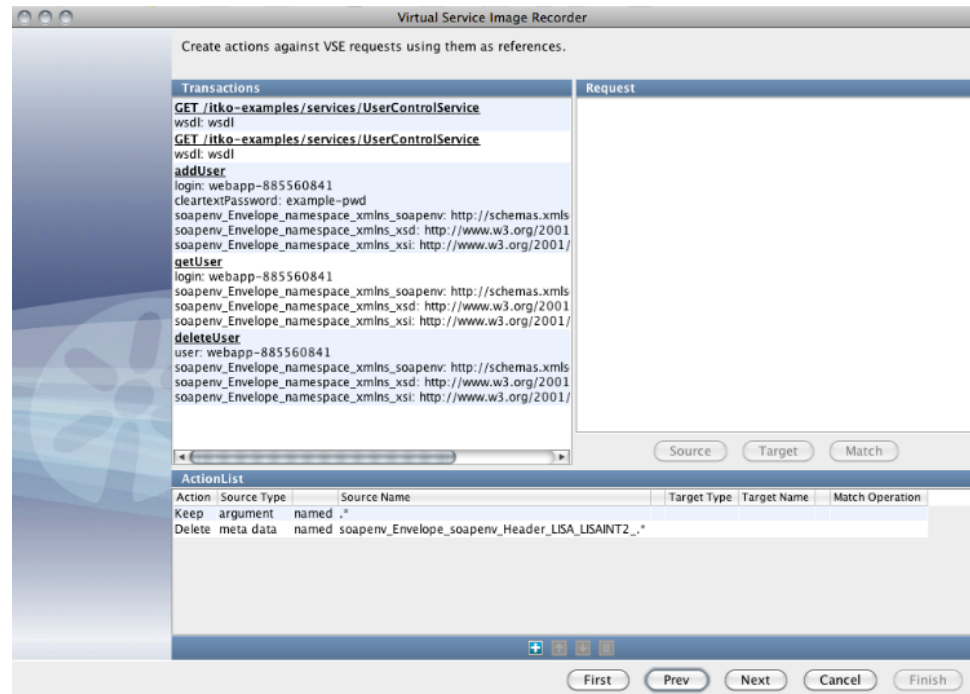 Virtual Service Image Recorder
Create actions against VSE requests using them as references.
Transactions
GET /itko-examples/services/UserControlService
wsdl: wsdl
GET /itko-examples/services/UserControlService
wsdl: wsdl
addUser
login: webapp-885560841
cleartextPassword: example-pwd
soapenv_Envelope_namespace_xmlns_soapenv: http://schemas.xmls
soapenv_Envelope_namespace_xmlns_xsd: http://www.w3.org/2001
soapenv_Envelope_namespace_xmlns_xsi: http://www.w3.org/2001/
getUser
login: webapp-885560841
soapenv_Envelope_namespace_xmlns_soapenv: http://schemas.xmls
soapenv_Envelope_namespace_xmlns_xsd: http://www.w3.org/2001
soapenv_Envelope_namespace_xmlns_xsi: http://www.w3.org/2001/
deleteUser
user: webapp-885560841
soapenv_Envelope_namespace_xmlns_soapenv: http://schemas.xmls
soapenv_Envelope_namespace_xmlns_xsd: http://www.w3.org/2001
soapenv_Envelope_namespace_xmlns_xsi: http://www.w3.org/2001/
Request
Source Target Match
ActionList
Action Source Type Source Name Target Type Target Name Match Operation
Keep argument named .*
Delete meta data named soapenv_Envelope_soapenv_Header_LISA_LISAINT2_.*
First Prev Next Cancel Finish